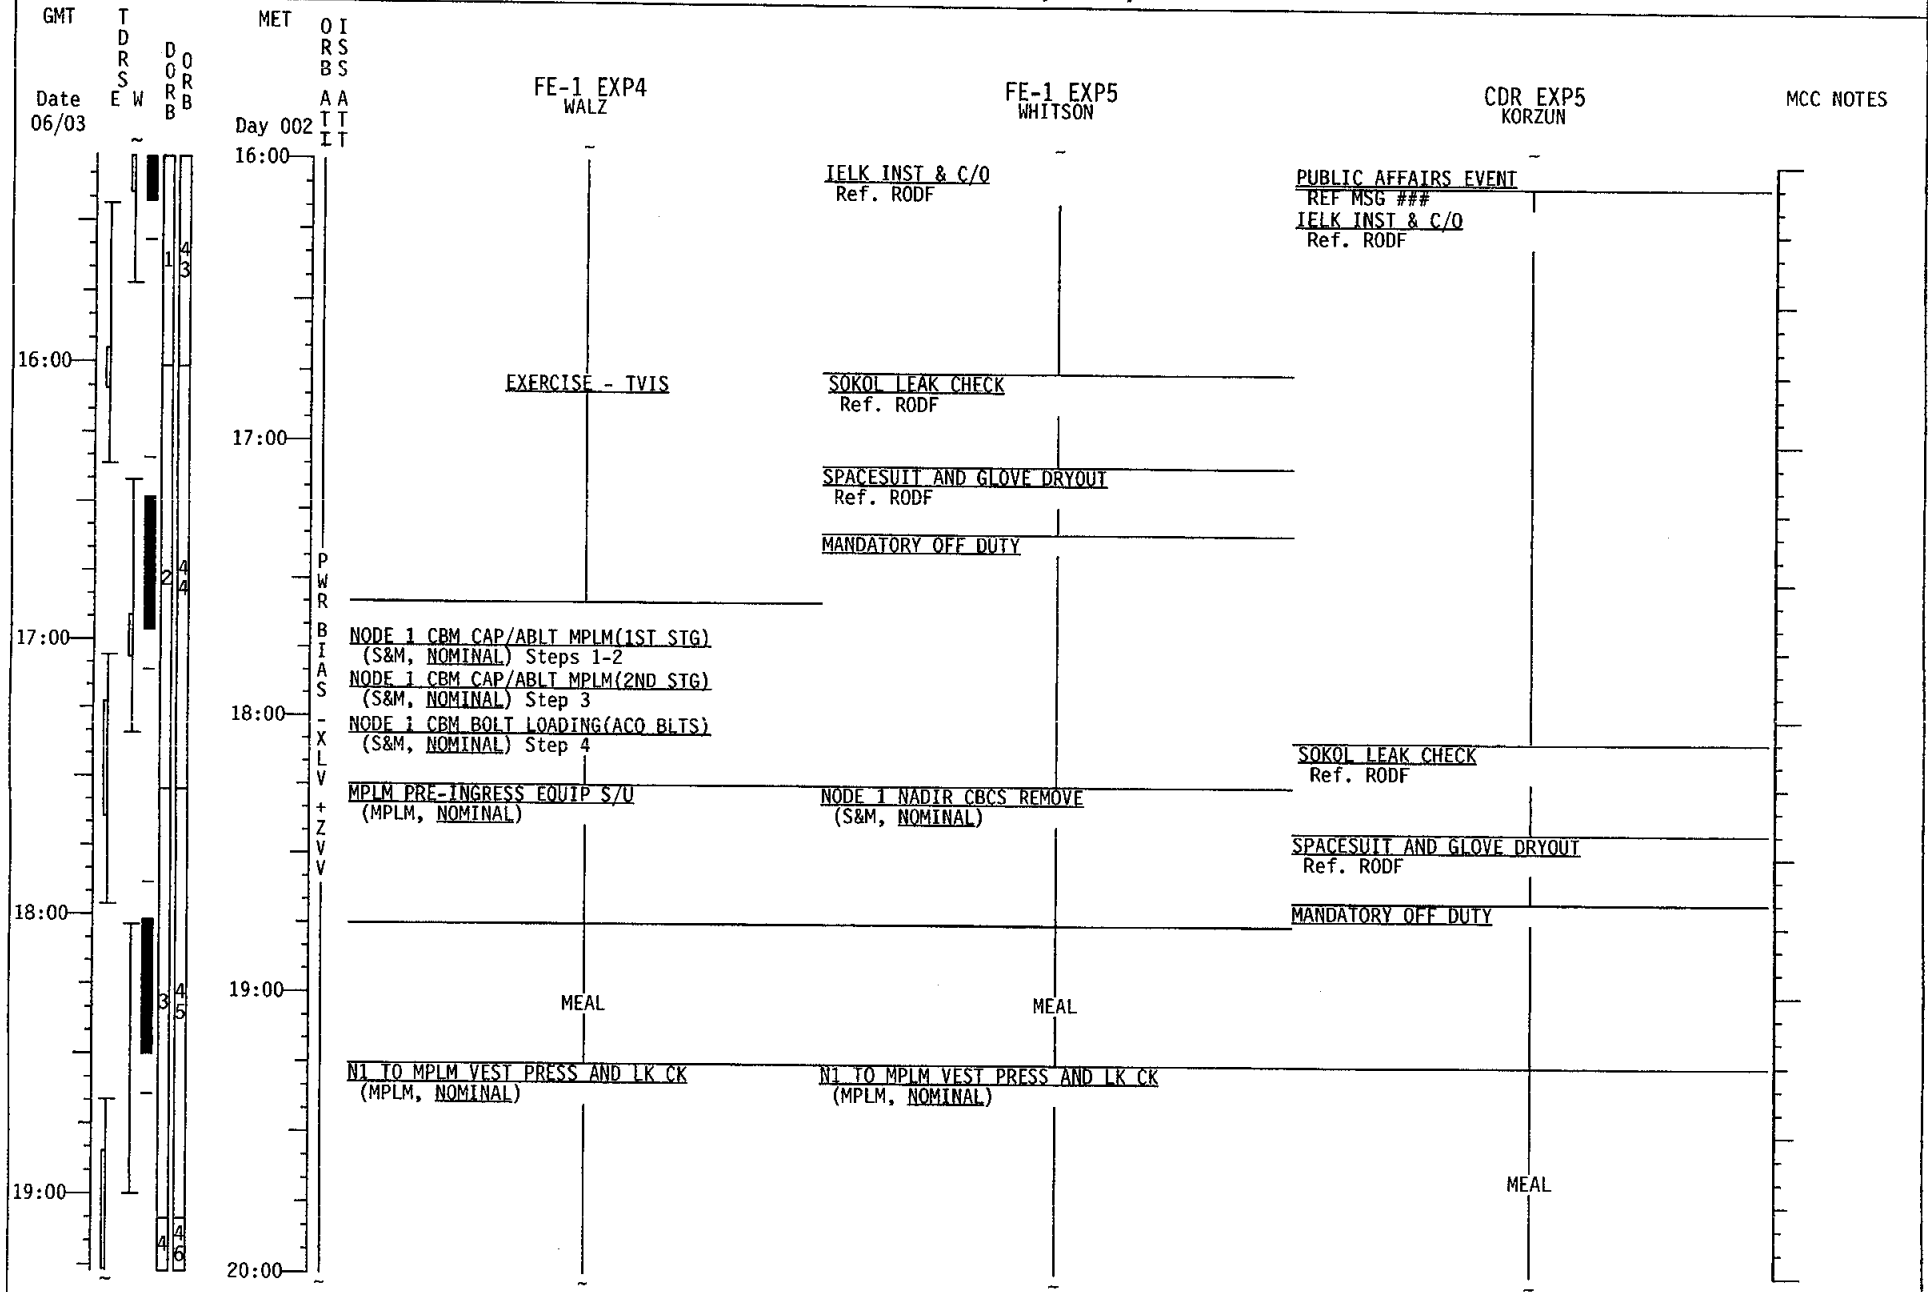 GMT
TDRS
E W
DORB
ORB
MET
ORB ATT
ISS ATT
Date
06/03
Day 002
FE-1 EXP4
WALZ
FE-1 EXP5
WHITSON
CDR EXP5
KORZUN
MCC NOTES
16:00
17:00
18:00
19:00
1
2
3
4
43
44
45
46
16:00
17:00
18:00
19:00
20:00
PWR BIAS -XLV +ZVV
EXERCISE - TVIS
NODE 1 CBM CAP/ABLT MPLM(1ST STG)
(S&M, NOMINAL) Steps 1-2
NODE 1 CBM CAP/ABLT MPLM(2ND STG)
(S&M, NOMINAL) Step 3
NODE 1 CBM BOLT LOADING(ACQ BLTS)
(S&M, NOMINAL) Step 4
MPLM PRE-INGRESS EQUIP S/U
(MPLM, NOMINAL)
MEAL
N1 TO MPLM VEST PRESS AND LK CK
(MPLM, NOMINAL)
IELK INST & C/O
Ref. RODF
SOKOL LEAK CHECK
Ref. RODF
SPACESUIT AND GLOVE DRYOUT
Ref. RODF
MANDATORY OFF DUTY
NODE 1 NADIR CBCS REMOVE
(S&M, NOMINAL)
MEAL
N1 TO MPLM VEST PRESS AND LK CK
(MPLM, NOMINAL)
PUBLIC AFFAIRS EVENT
REF MSG ###
IELK INST & C/O
Ref. RODF
SOKOL LEAK CHECK
Ref. RODF
SPACESUIT AND GLOVE DRYOUT
Ref. RODF
MANDATORY OFF DUTY
MEAL